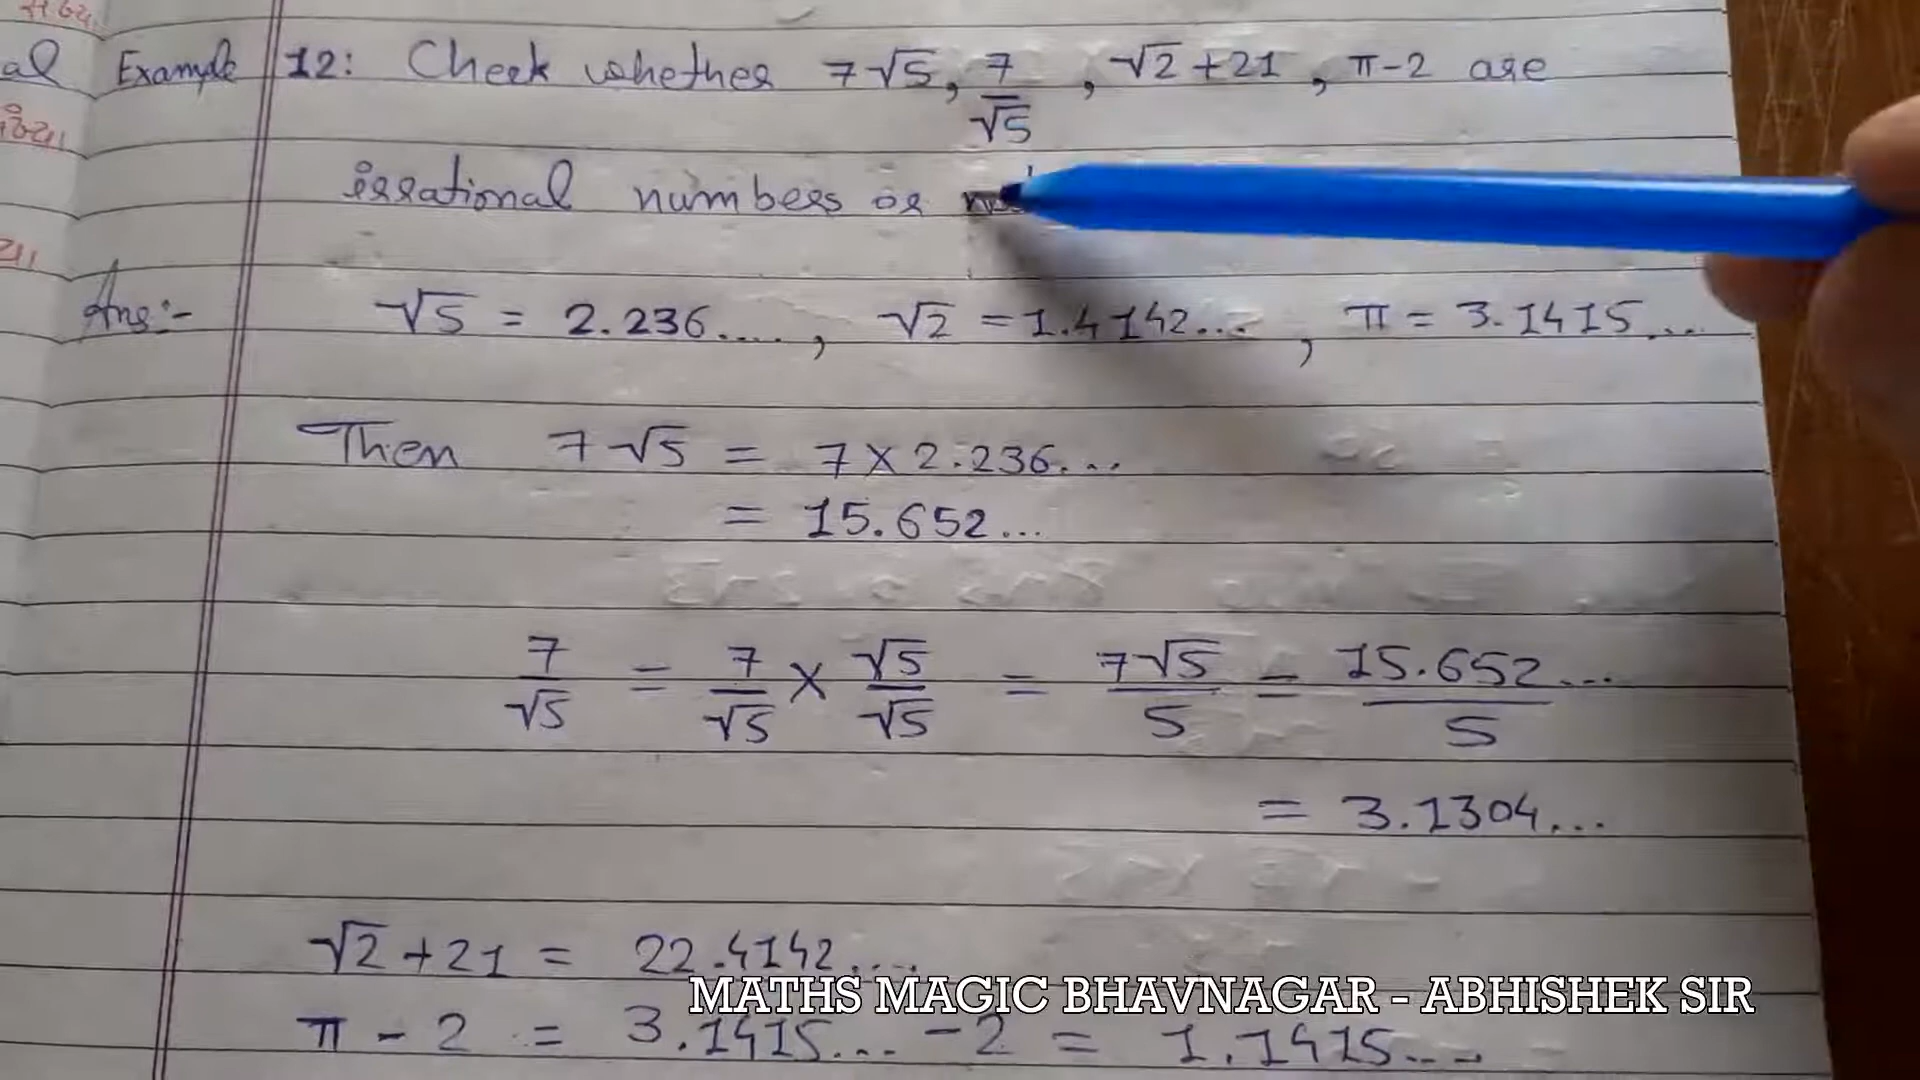 al Example 12: Check whether 7√5, 7/√5, √2+21, π-2 are
irrational numbers or
Ans:- √5 = 2.236...., √2 = 1.4142..., π = 3.1415...
Then 7√5 = 7×2.236...
= 15.652...
7/√5 = 7/√5 × √5/√5 = 7√5/5 = 15.652.../5
= 3.1304...
√2+21 = 22.4142....
MATHS MAGIC BHAVNAGAR - ABHISHEK SIR
π - 2 = 3.1415... -2 = 1.1415....